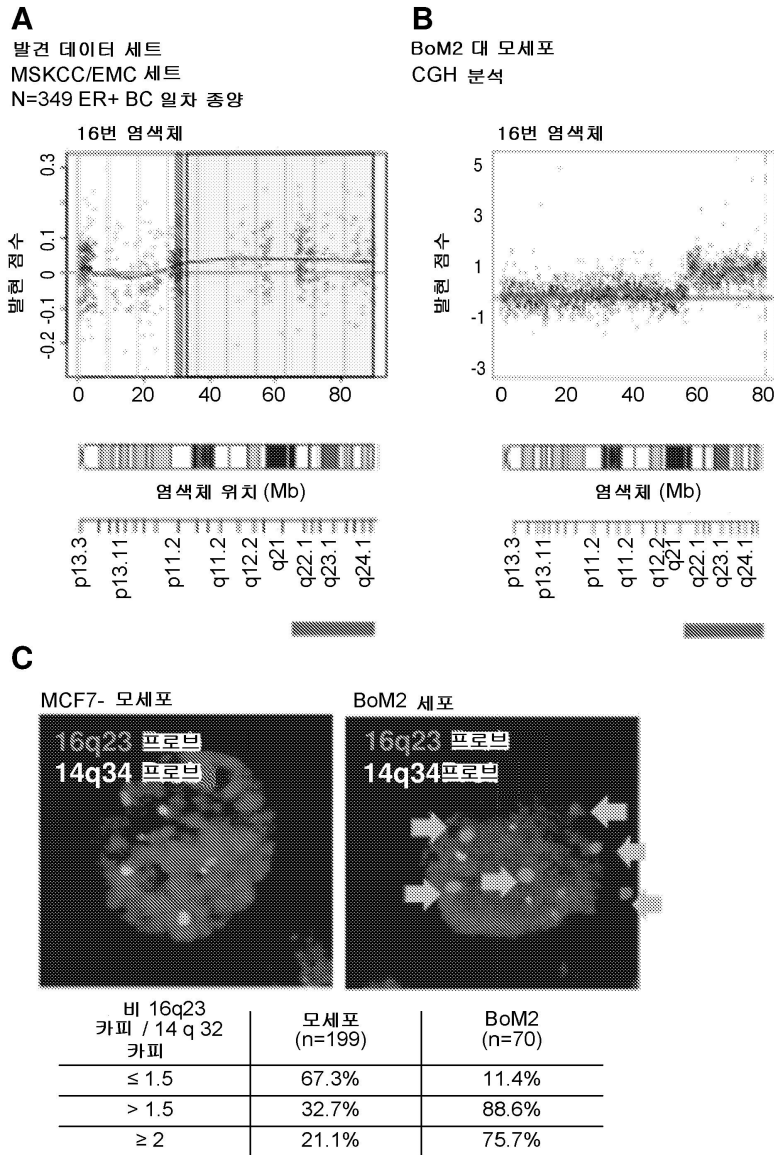 A
발견 데이터 세트
MSKCC/EMC 세트
N=349 ER+ BC 일차 종양
16번 염색체
발현 점수
0.3
0.1
0
-0.1
-0.2
0 20 40 60 80
염색체 위치 (Mb)
p13.3 p13.11 p11.2 q11.2 q12.2 q21 q22.1 q23.1 q24.1
B
BoM2 대 모세포
CGH 분석
16번 염색체
발현 점수
5
3
1
-1
-3
0 20 40 60 80
염색체 (Mb)
p13.3 p13.11 p11.2 q11.2 q12.2 q21 q22.1 q23.1 q24.1
C
MCF7- 모세포
16q23 프로브
14q34 프로브
BoM2 세포
16q23 프로브
14q34 프로브
비 16q23
카피 / 14 q 32
카피
모세포
(n=199)
BoM2
(n=70)
≤ 1.5 67.3% 11.4%
> 1.5 32.7% 88.6%
≥ 2 21.1% 75.7%